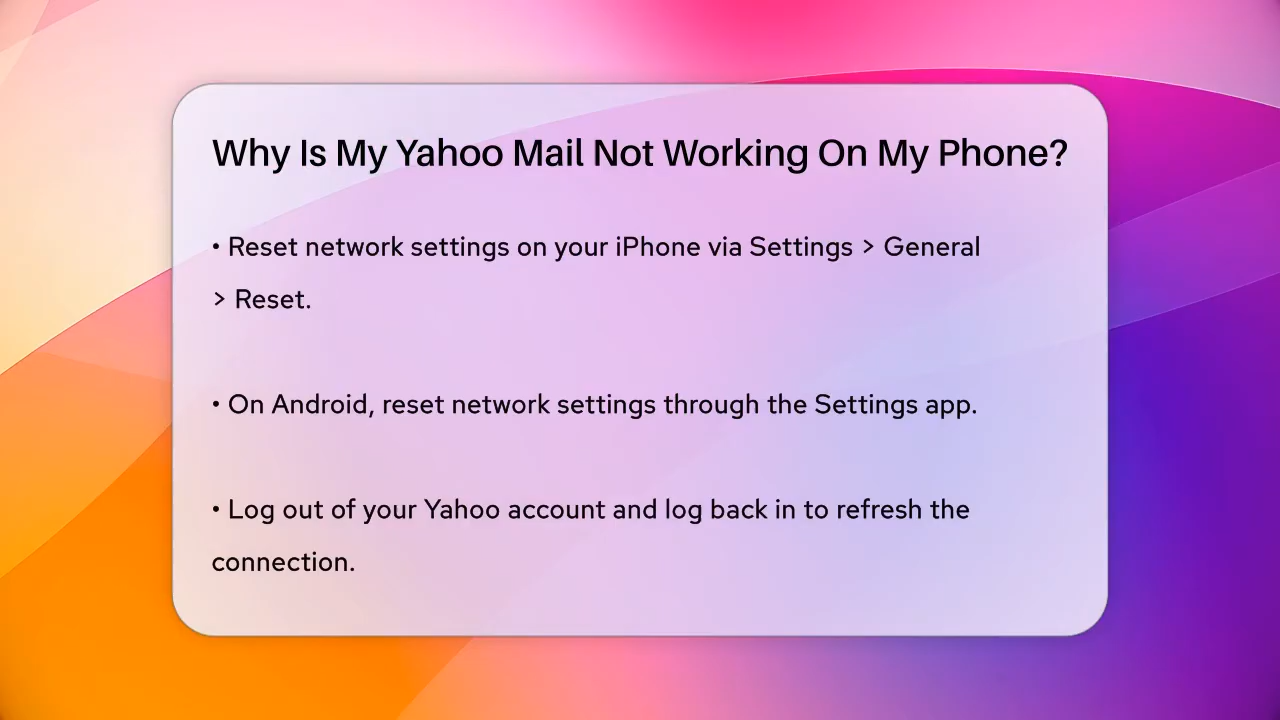 Why Is My Yahoo Mail Not Working On My Phone?
• Reset network settings on your iPhone via Settings > General
> Reset.
• On Android, reset network settings through the Settings app.
• Log out of your Yahoo account and log back in to refresh the
connection.